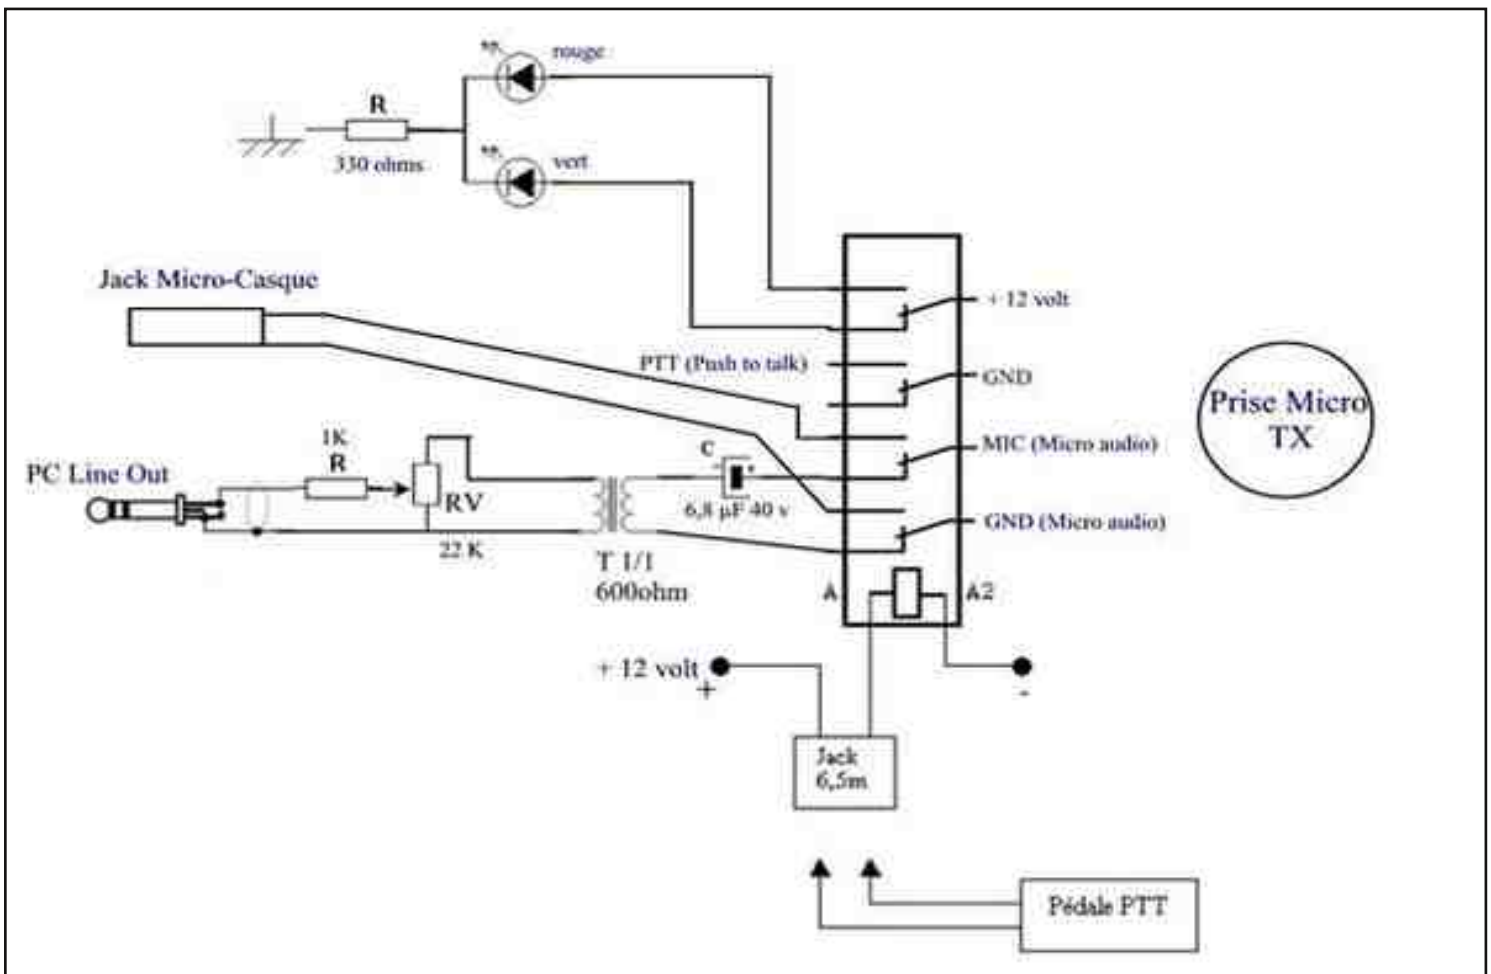 rouge
R
330 ohms
vert
Jack Micro-Casque
+ 12 volt
PTT (Push to talk)
GND
Prise Micro
TX
1K
R
C
MIC (Micro audio)
PC Line Out
RV
6,8 µF 40 v
GND (Micro audio)
22 K
T 1/1
600ohm
A
A2
+ 12 volt
+
-
Jack
6,5m
Pédale PTT